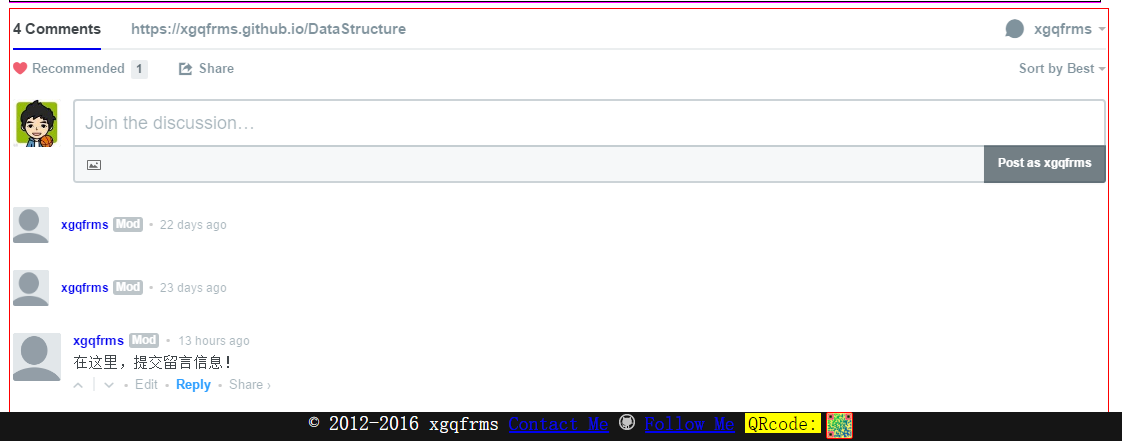 4 Comments https://xgqfrms.github.io/DataStructure xgqfrms
Recommended 1 Share Sort by Best
Join the discussion…
Post as xgqfrms
xgqfrms Mod • 22 days ago
xgqfrms Mod • 23 days ago
xgqfrms Mod • 13 hours ago
在这里，提交留言信息！
• Edit • Reply • Share ›
© 2012-2016 xgqfrms Contact Me Follow Me QRcode: